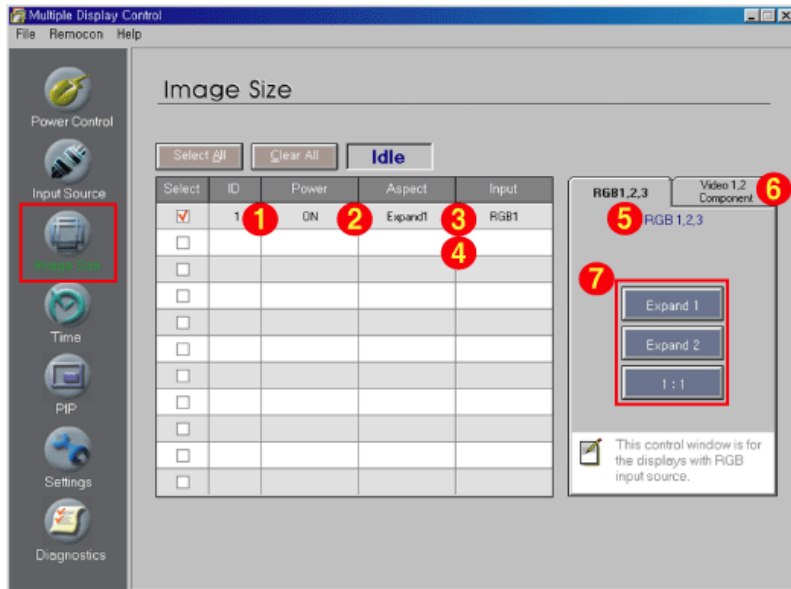 Multiple Display Control
File Remocon Help
Power Control
Input Source
Image Size
Time
PIP
Settings
Diagnostics
Image Size
Select All Clear All Idle
Select ID Power Aspect Input
1 1 ON 2 Expand1 3 RGB1
4
RGB1,2,3
Video 1,2
Component
6
5 RGB 1,2,3
7
Expand 1
Expand 2
1 : 1
This control window is for
the displays with RGB
input source.